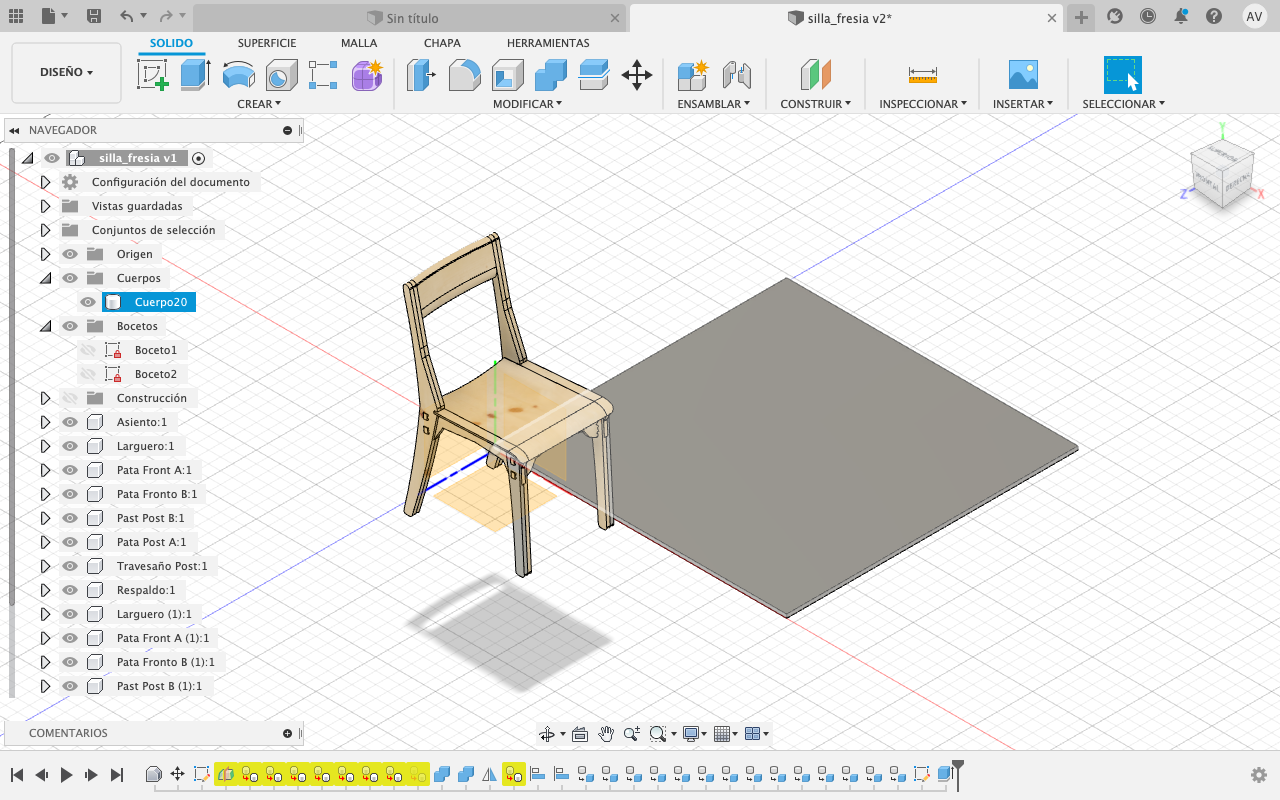 Sin título
silla_fresia v2*
AV
DISEÑO
SOLIDO
SUPERFICIE
MALLA
CHAPA
HERRAMIENTAS
CREAR
MODIFICAR
ENSAMBLAR
CONSTRUIR
INSPECCIONAR
INSERTAR
SELECCIONAR
NAVEGADOR
silla_fresia v1
Configuración del documento
Vistas guardadas
Conjuntos de selección
Origen
Cuerpos
Cuerpo20
Bocetos
Boceto1
Boceto2
Construcción
Asiento:1
Larguero:1
Pata Front A:1
Pata Fronto B:1
Past Post B:1
Pata Post A:1
Travesaño Post:1
Respaldo:1
Larguero (1):1
Pata Front A (1):1
Pata Fronto B (1):1
Past Post B (1):1
Y
Z
X
COMENTARIOS